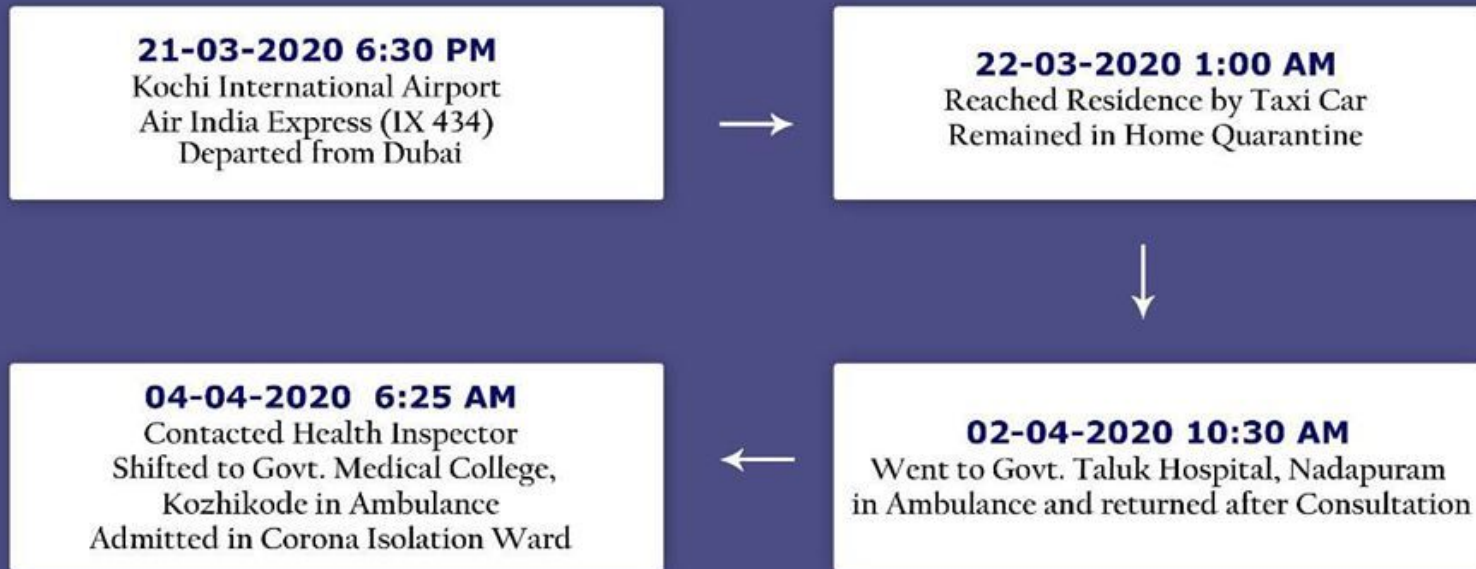 21-03-2020 6:30 PM
Kochi International Airport
Air India Express (IX 434)
Departed from Dubai
22-03-2020 1:00 AM
Reached Residence by Taxi Car
Remained in Home Quarantine
02-04-2020 10:30 AM
Went to Govt. Taluk Hospital, Nadapuram
in Ambulance and returned after Consultation
04-04-2020 6:25 AM
Contacted Health Inspector
Shifted to Govt. Medical College,
Kozhikode in Ambulance
Admitted in Corona Isolation Ward